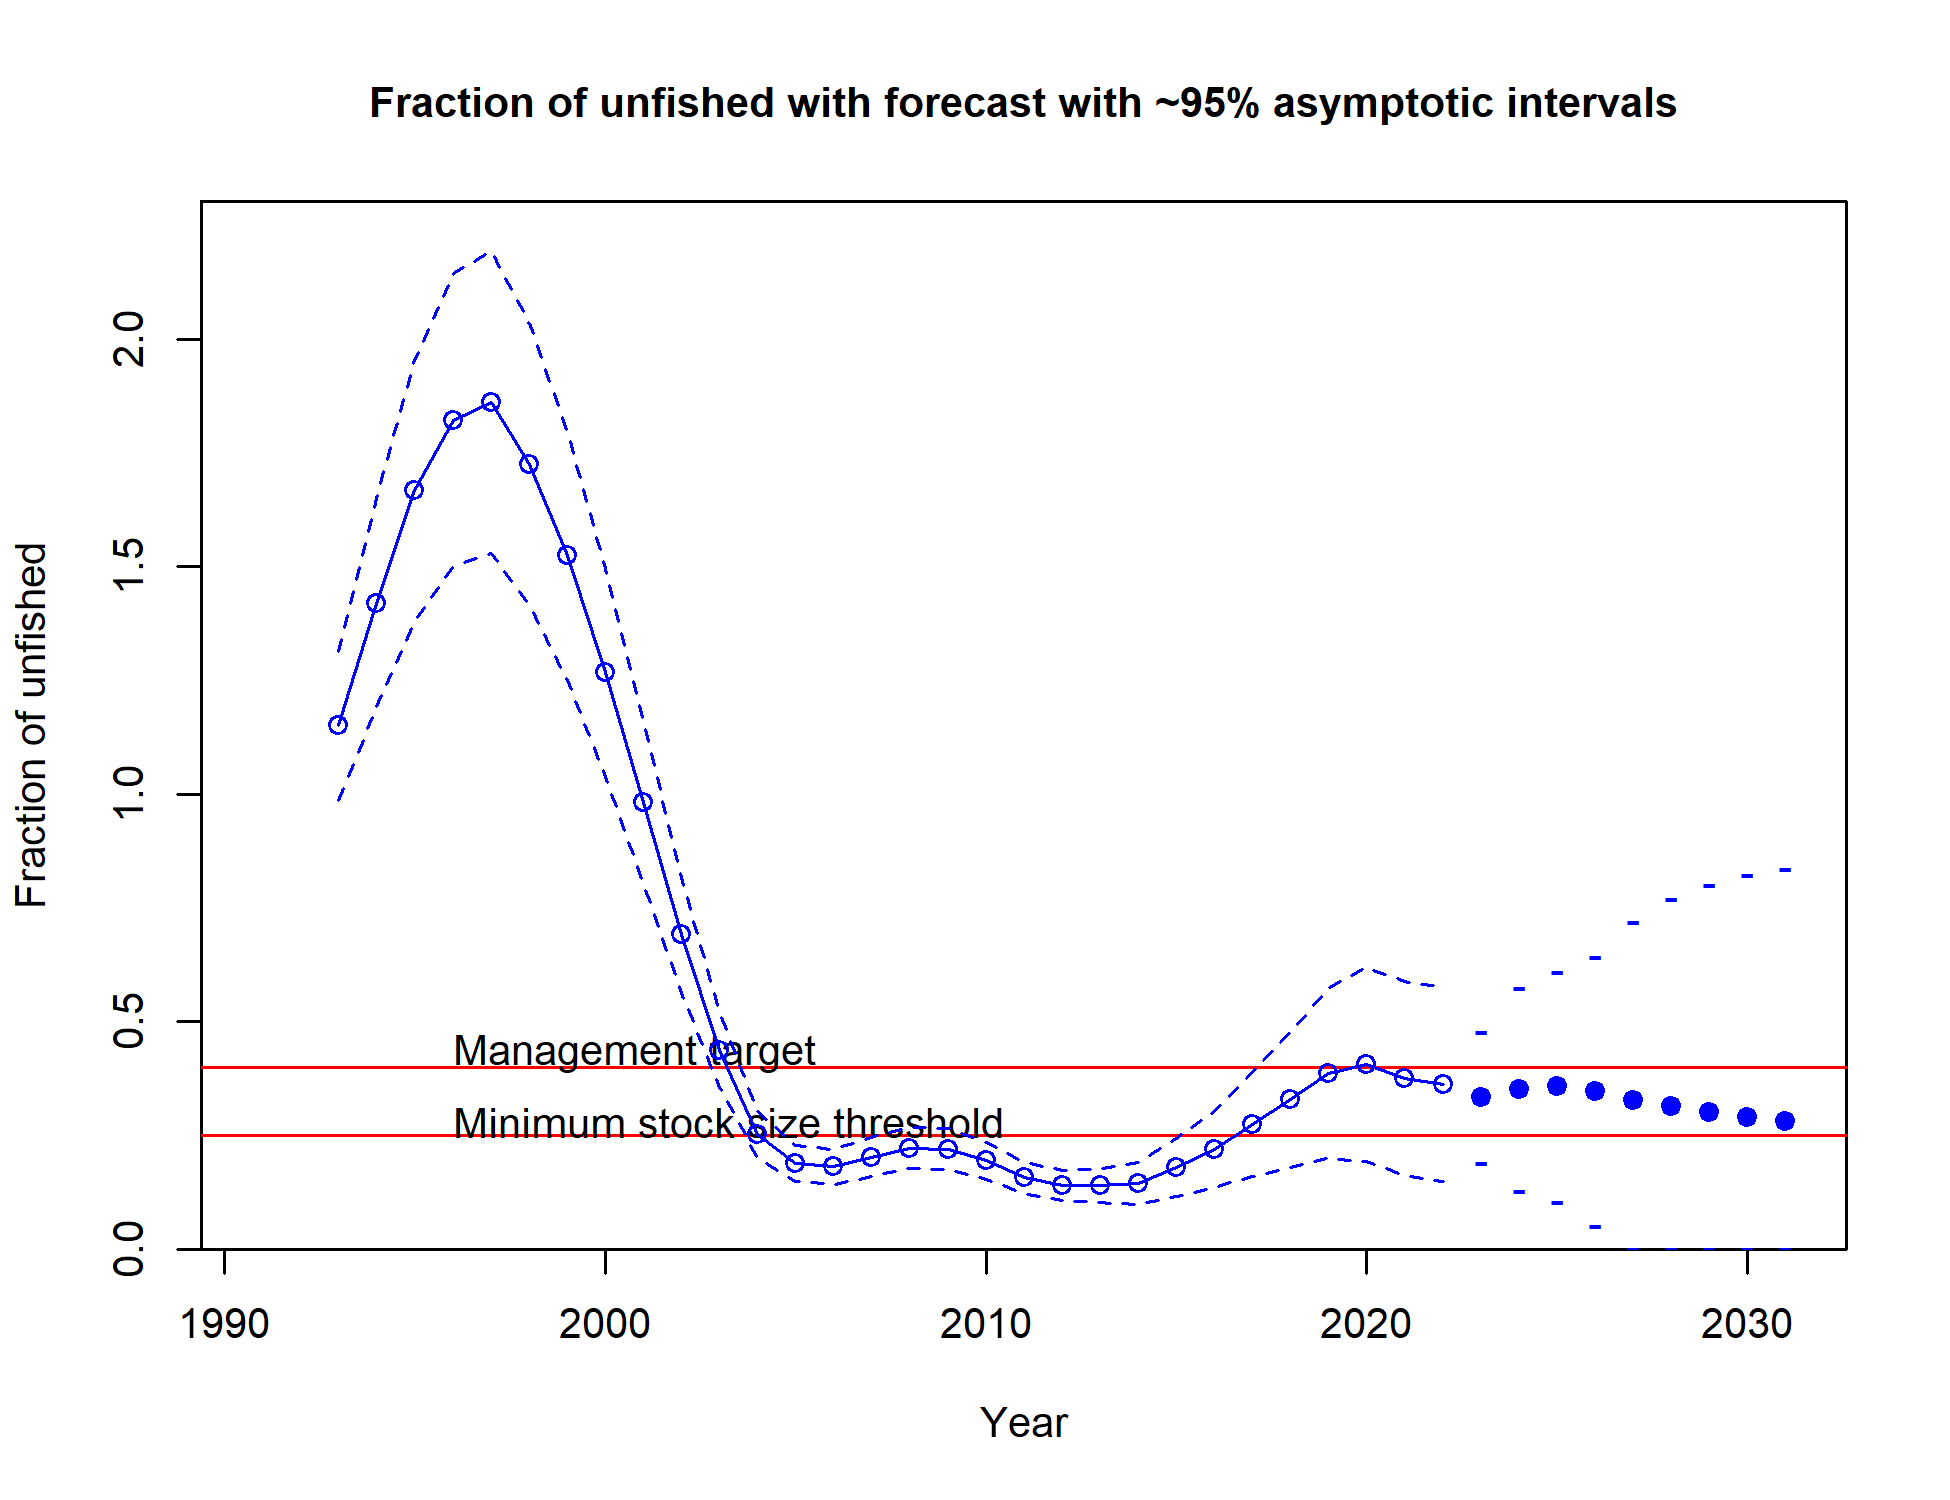 Fraction of unfished with forecast with ~95% asymptotic intervals
Fraction of unfished
2.0
1.5
1.0
0.5
0.0
Management target
Minimum stock size threshold
1990 2000 2010 2020 2030
Year